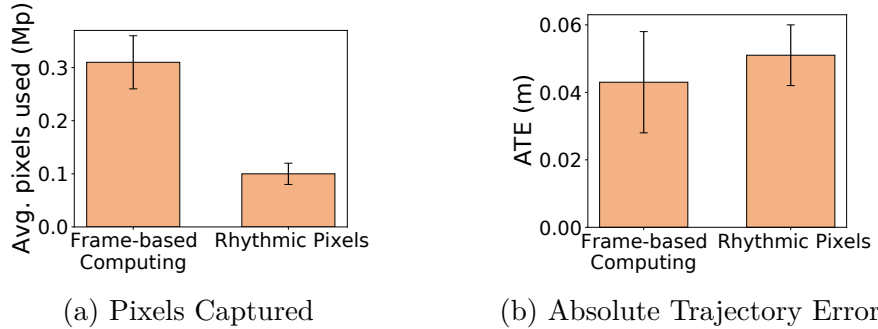 Avg. pixels used (Mp)
0.3
0.2
0.1
0.0
Frame-based
Computing
Rhythmic Pixels
(a) Pixels Captured
ATE (m)
0.06
0.04
0.02
0.00
Frame-based
Computing
Rhythmic Pixels
(b) Absolute Trajectory Error